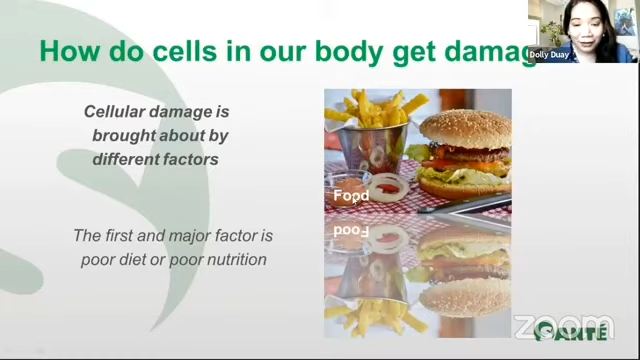 How do cells in our body get damag
Dolly Duay
Cellular damage is
brought about by
different factors
Food
Food
The first and major factor is
poor diet or poor nutrition
zoom
SANTÉ